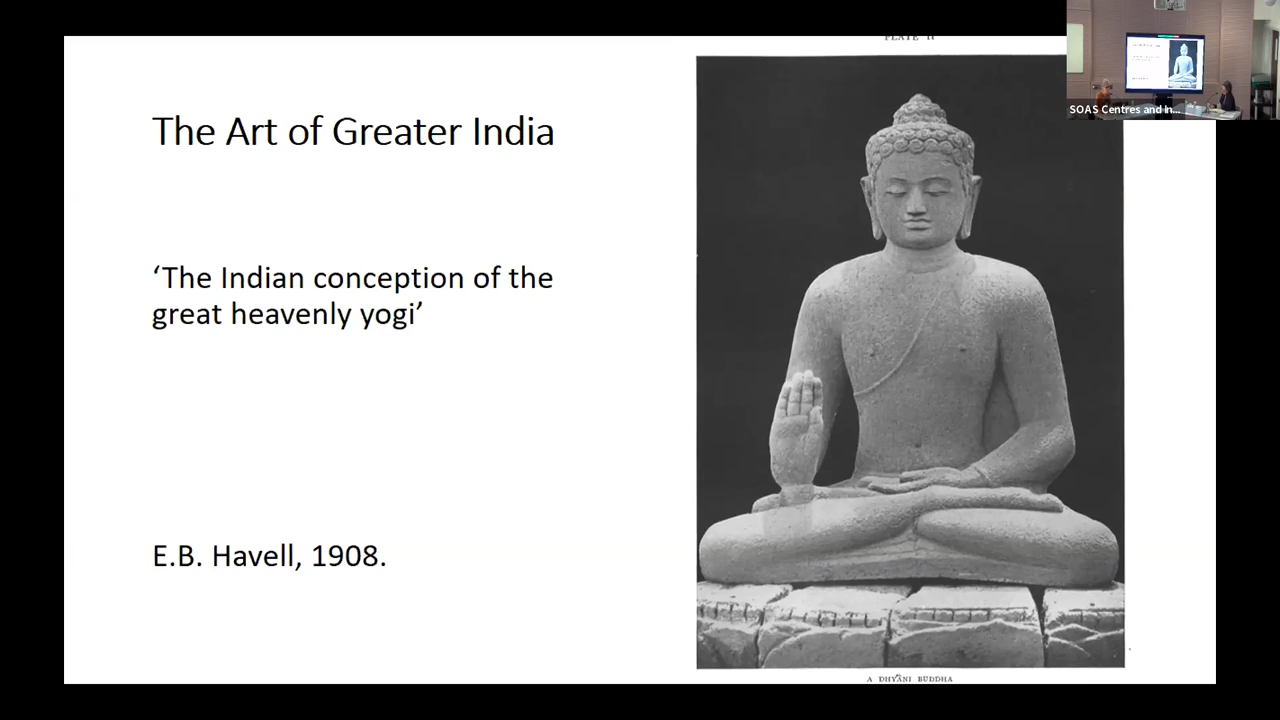 PLATE II
The Art of Greater India
‘The Indian conception of the
great heavenly yogi’
E.B. Havell, 1908.
A DHYĀNI BUDDHA
SOAS Centres and In...